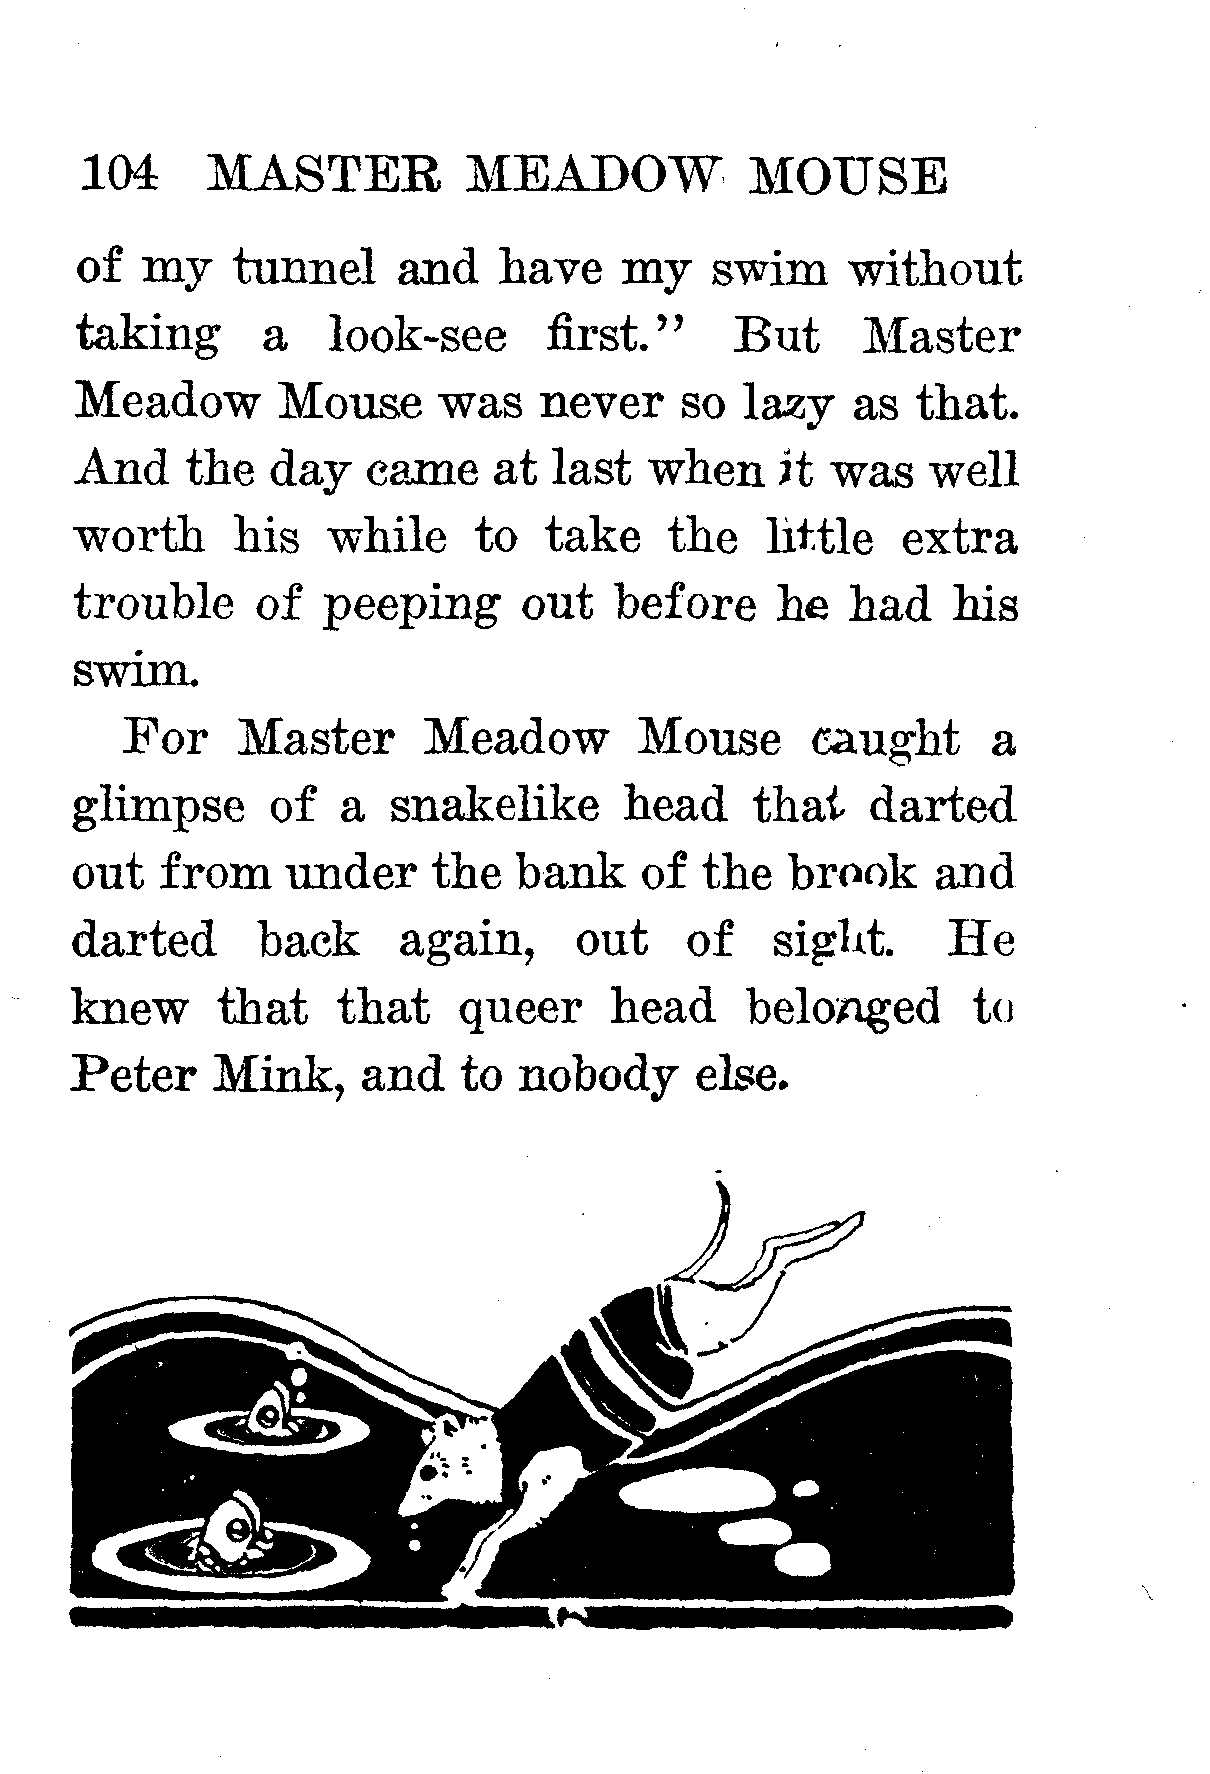 104 MASTER MEADOW MOUSE
of my tunnel and have my swim without
taking a look-see first.” But Master
Meadow Mouse was never so lazy as that.
And the day came at last when it was well
worth his while to take the little extra
trouble of peeping out before he had his
swim.
For Master Meadow Mouse caught a
glimpse of a snakelike head that darted
out from under the bank of the brook and
darted back again, out of sight. He
knew that that queer head belonged to
Peter Mink, and to nobody else.